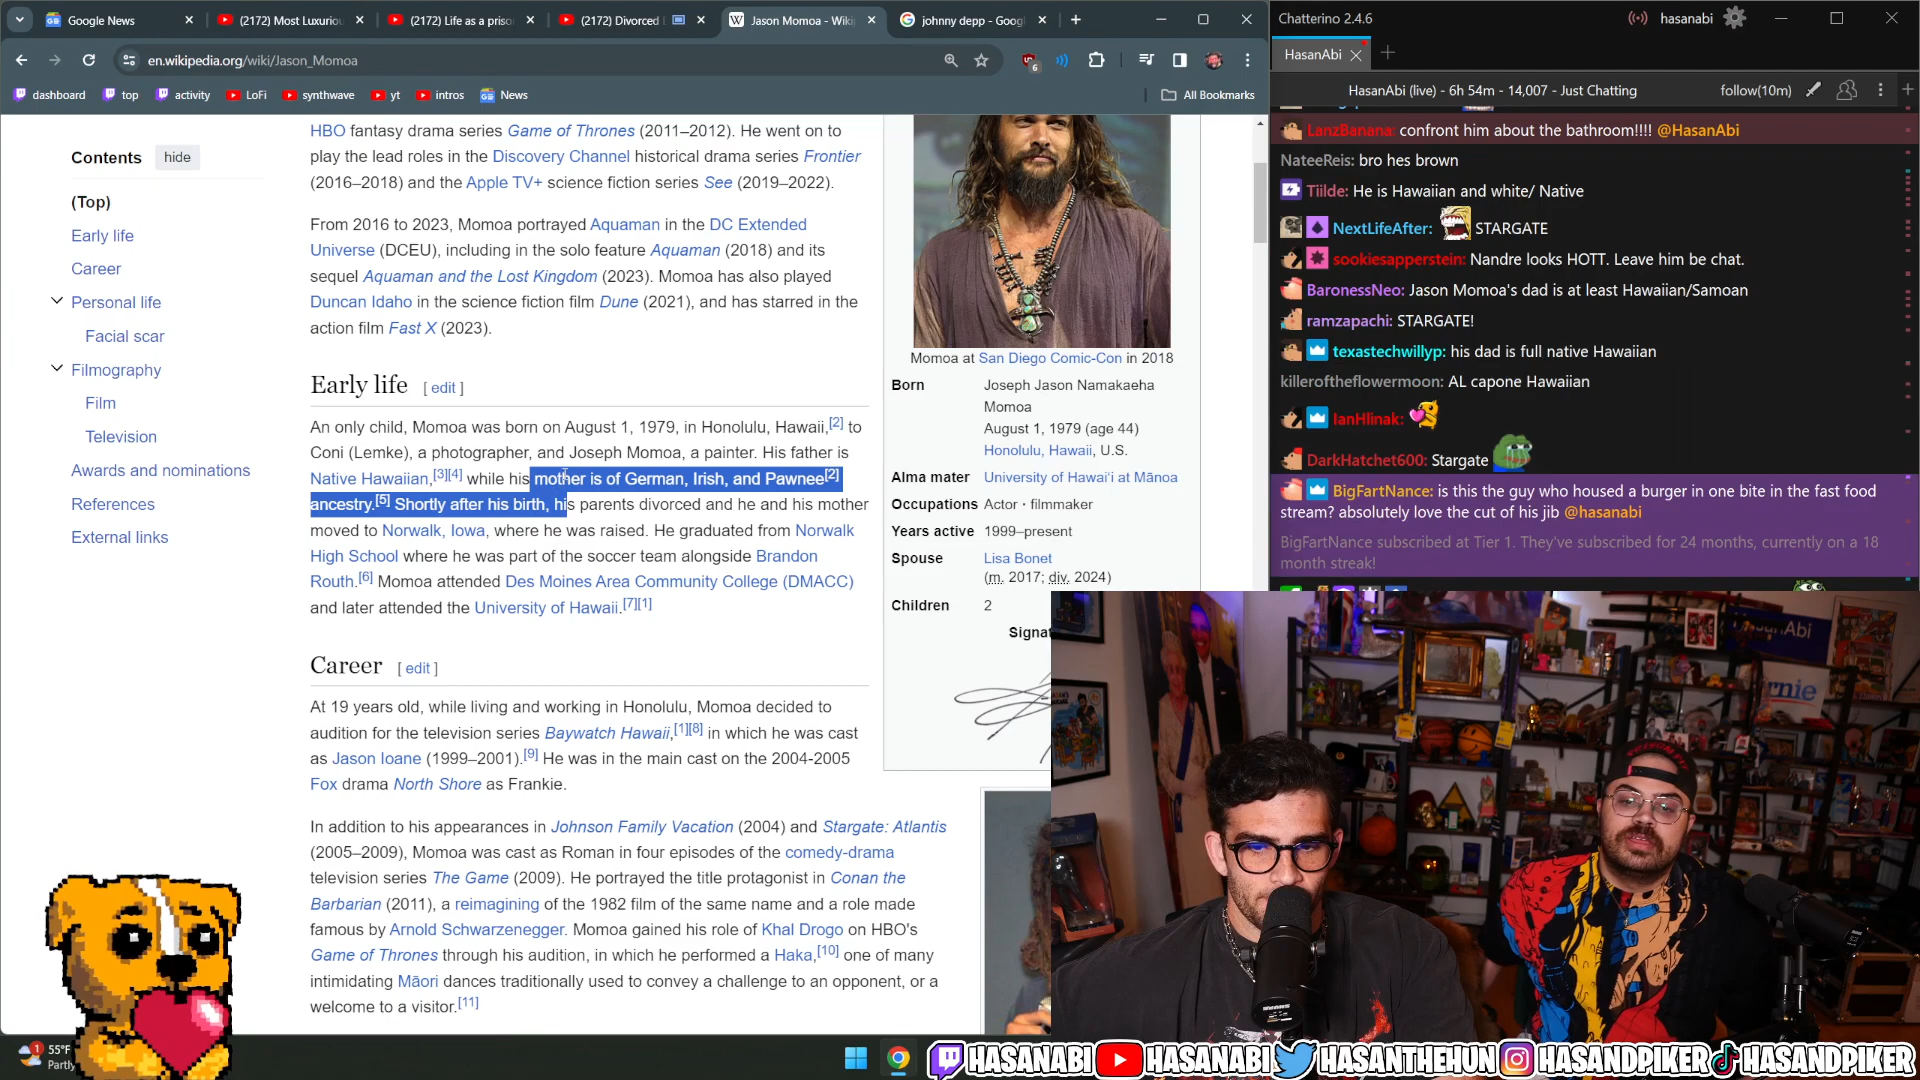 Google News
(2172) Most Luxuriou
(2172) Life as a priso
(2172) Divorced
Jason Momoa - Wiki
johnny depp - Goog
en.wikipedia.org/wiki/Jason_Momoa
dashboard
top
activity
LoFi
synthwave
yt
intros
News
All Bookmarks
Contents
hide
(Top)
Early life
Career
Personal life
Facial scar
Filmography
Film
Television
Awards and nominations
References
External links
HBO fantasy drama series Game of Thrones (2011–2012). He went on to
play the lead roles in the Discovery Channel historical drama series Frontier
(2016–2018) and the Apple TV+ science fiction series See (2019–2022).
From 2016 to 2023, Momoa portrayed Aquaman in the DC Extended
Universe (DCEU), including in the solo feature Aquaman (2018) and its
sequel Aquaman and the Lost Kingdom (2023). Momoa has also played
Duncan Idaho in the science fiction film Dune (2021), and has starred in the
action film Fast X (2023).
Early life [ edit ]
An only child, Momoa was born on August 1, 1979, in Honolulu, Hawaii,[2] to
Coni (Lemke), a photographer, and Joseph Momoa, a painter. His father is
Native Hawaiian,[3][4] while his mother is of German, Irish, and Pawnee[2]
ancestry.[5] Shortly after his birth, his parents divorced and he and his mother
moved to Norwalk, Iowa, where he was raised. He graduated from Norwalk
High School where he was part of the soccer team alongside Brandon
Routh.[6] Momoa attended Des Moines Area Community College (DMACC)
and later attended the University of Hawaii.[7][1]
Career [ edit ]
At 19 years old, while living and working in Honolulu, Momoa decided to
audition for the television series Baywatch Hawaii,[1][8] in which he was cast
as Jason Ioane (1999–2001).[9] He was in the main cast on the 2004-2005
Fox drama North Shore as Frankie.
In addition to his appearances in Johnson Family Vacation (2004) and Stargate: Atlantis
(2005–2009), Momoa was cast as Roman in four episodes of the comedy-drama
television series The Game (2009). He portrayed the title protagonist in Conan the
Barbarian (2011), a reimagining of the 1982 film of the same name and a role made
famous by Arnold Schwarzenegger. Momoa gained his role of Khal Drogo on HBO's
Game of Thrones through his audition, in which he performed a Haka,[10] one of many
intimidating Māori dances traditionally used to convey a challenge to an opponent, or a
welcome to a visitor.[11]
Momoa at San Diego Comic-Con in 2018
Born Joseph Jason Namakaeha
Momoa
August 1, 1979 (age 44)
Honolulu, Hawaii, U.S.
Alma mater University of Hawaiʻi at Mānoa
Occupations Actor · filmmaker
Years active 1999–present
Spouse Lisa Bonet
(m. 2017; div. 2024)
Children 2
Signat
Chatterino 2.4.6
hasanabi
HasanAbi
HasanAbi (live) - 6h 54m - 14,007 - Just Chatting
follow(10m)
LanzBanana: confront him about the bathroom!!!! @HasanAbi
NateeReis: bro hes brown
Tiilde: He is Hawaiian and white/ Native
NextLifeAfter: STARGATE
sookiesapperstein: Nandre looks HOTT. Leave him be chat.
BaronessNeo: Jason Momoa's dad is at least Hawaiian/Samoan
ramzapachi: STARGATE!
texastechwillyp: his dad is full native Hawaiian
killeroftheflowermoon: AL capone Hawaiian
IanHlinak:
DarkHatchet600: Stargate
BigFartNance: is this the guy who housed a burger in one bite in the fast food
stream? absolutely love the cut of his jib @hasanabi
BigFartNance subscribed at Tier 1. They've subscribed for 24 months, currently on a 18
month streak!
1
55°F
Partly
HASANABI
HASANABI
HASANTHEHUN
HASANDPIKER
HASANDPIKER